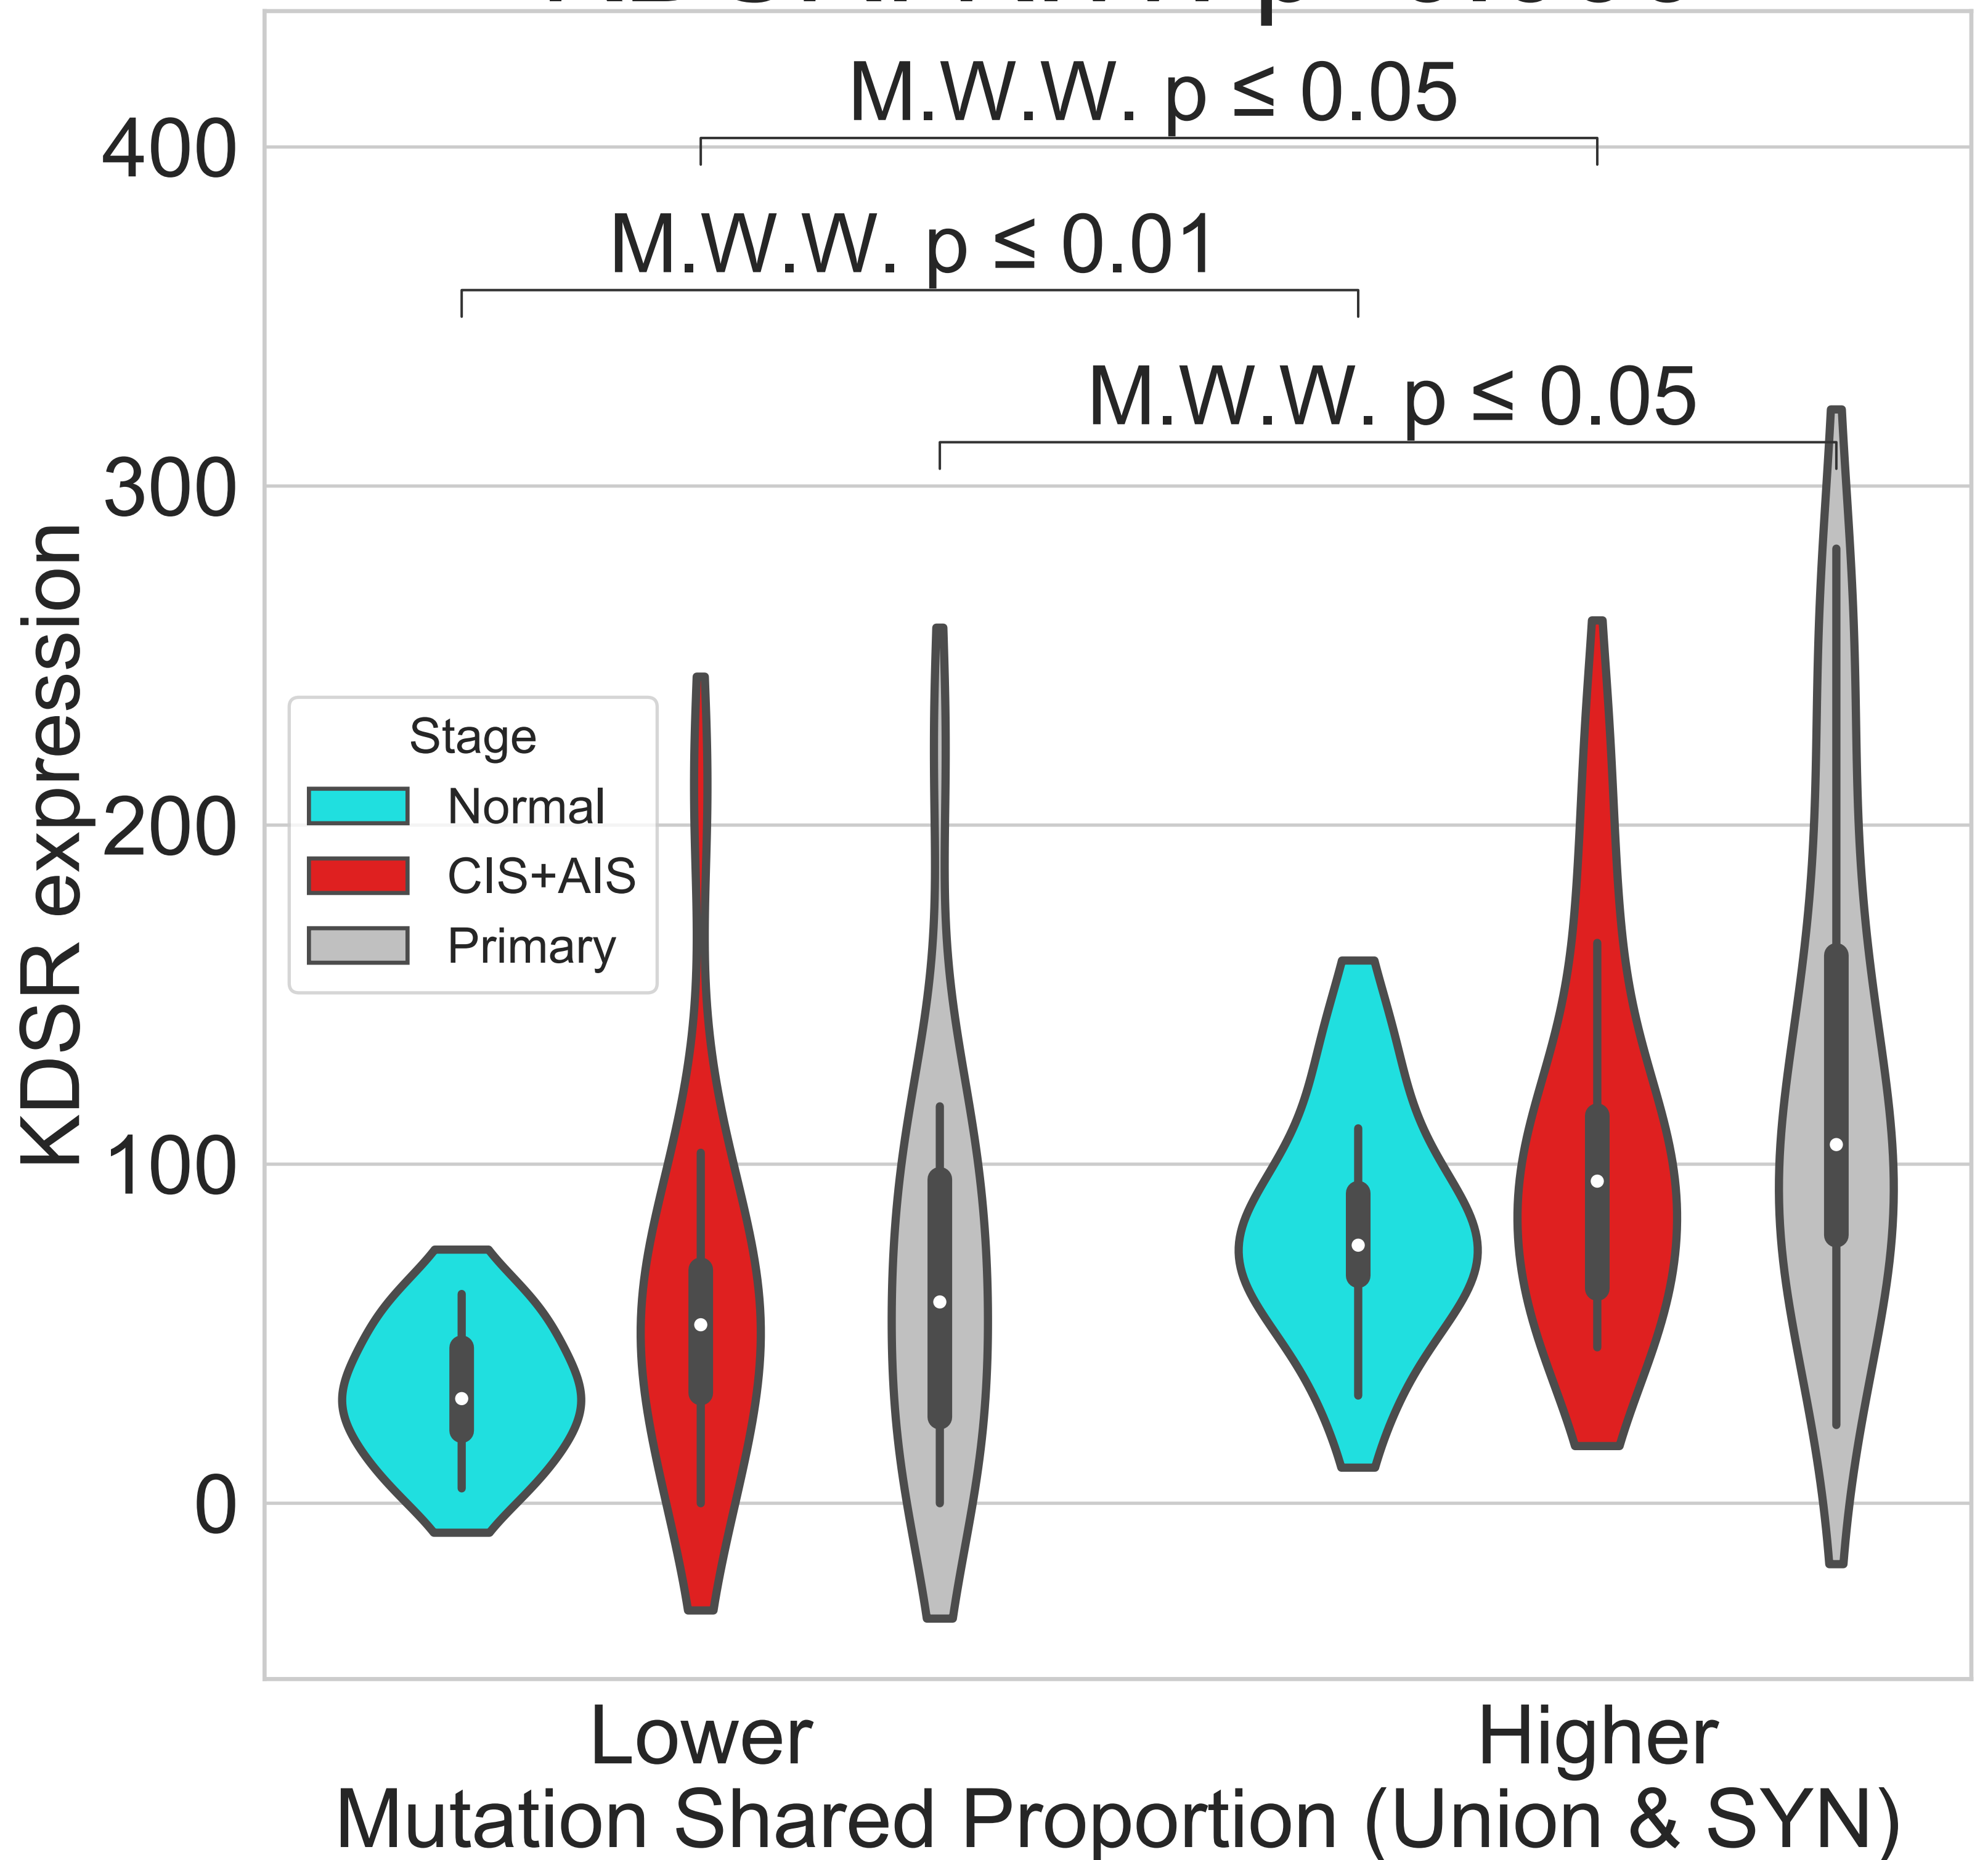 M.W.W. p ≤ 0.05
400
M.W.W. p ≤ 0.01
M.W.W. p ≤ 0.05
300
KDSR expression
Stage
Normal
CIS+AIS
Primary
200
100
0
Lower
Higher
Mutation Shared Proportion (Union & SYN)